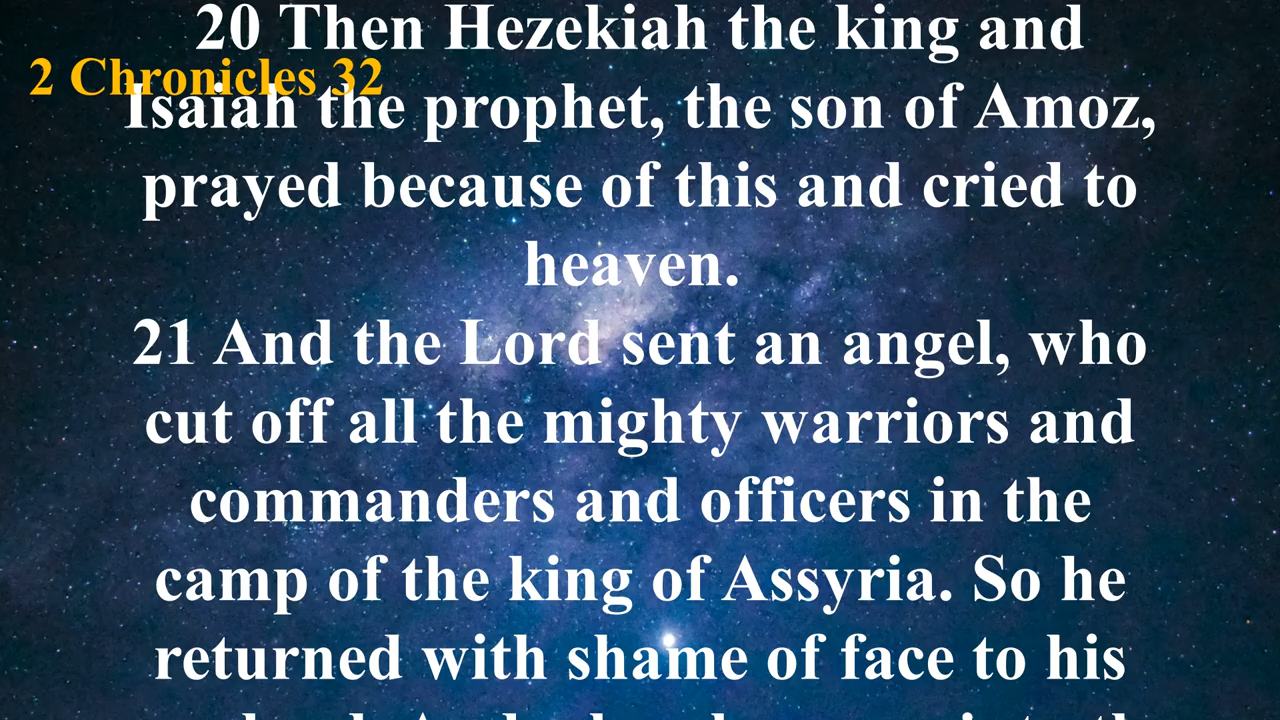 20 Then Hezekiah the king and
2 Chronicles 32
Isaiah the prophet, the son of Amoz,
prayed because of this and cried to
heaven.
21 And the Lord sent an angel, who
cut off all the mighty warriors and
commanders and officers in the
camp of the king of Assyria. So he
returned with shame of face to his